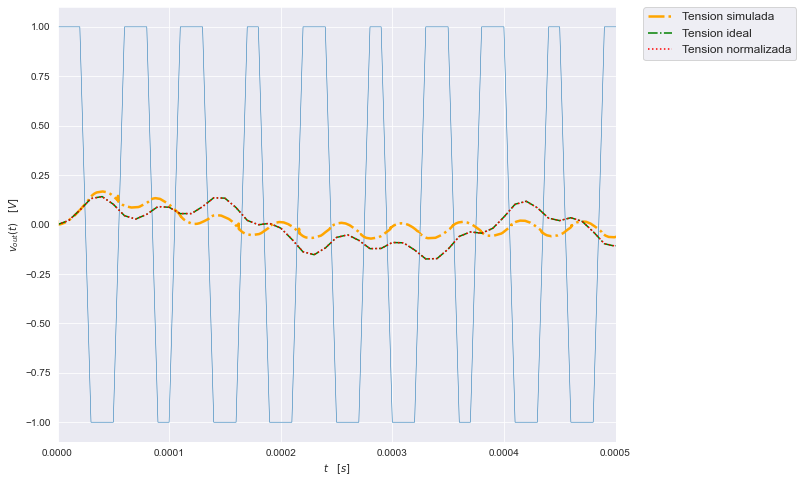 1.00
0.75
0.50
0.25
0.00
−0.25
−0.50
−0.75
−1.00
v_out(t) [V]
0.0000 0.0001 0.0002 0.0003 0.0004 0.0005
t [s]
Tension simulada
Tension ideal
Tension normalizada